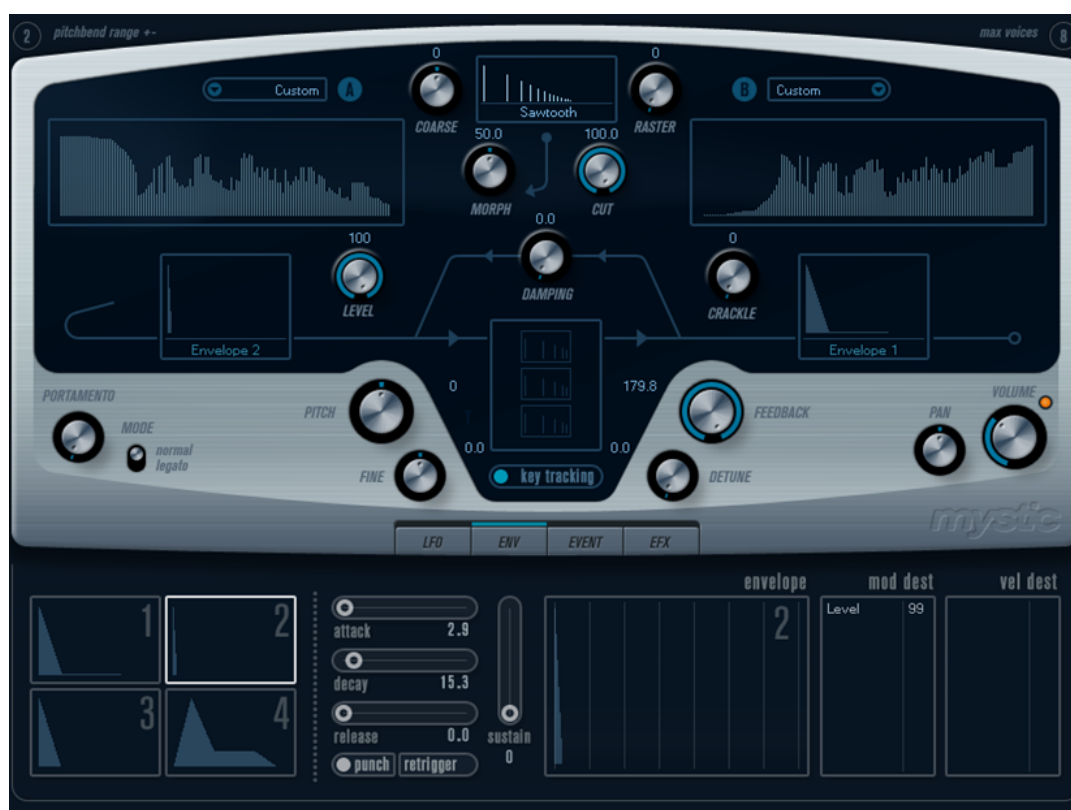 2 pitchbend range +-
max voices 8
0
0
Custom A
B Custom
COARSE
Sawtooth
RASTER
50.0
100.0
MORPH
CUT
0.0
100
0
DAMPING
LEVEL
CRACKLE
Envelope 2
Envelope 1
PORTAMENTO
0
179.8
VOLUME
PITCH
FEEDBACK
PAN
MODE
normal
legato
0.0
0.0
FINE
key tracking
DETUNE
mystic
LFO ENV EVENT EFX
envelope
mod dest
vel dest
1
2
attack 2.9
2
Level 99
decay 15.3
3
4
release 0.0
sustain
0
punch retrigger